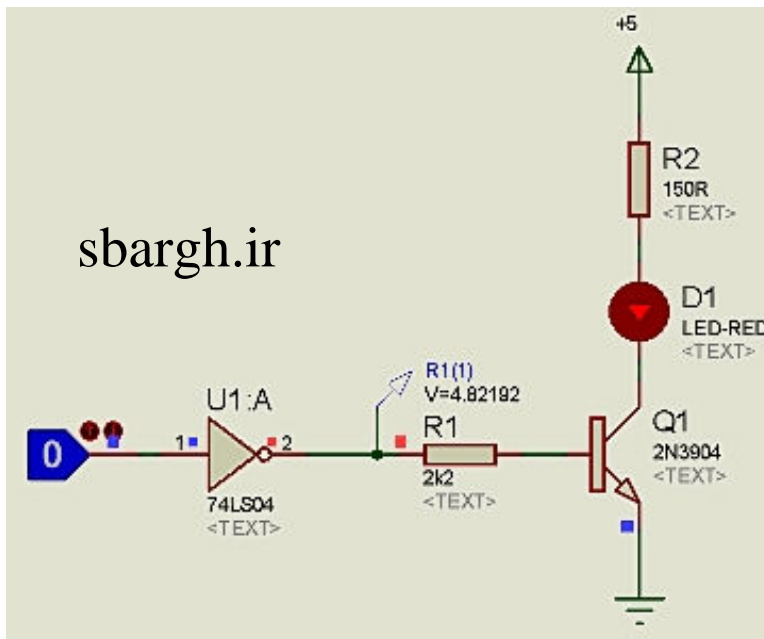 +5
R2
150R
<TEXT>
sbargh.ir
D1
LED-RED
<TEXT>
R1(1)
V=4.82192
U1:A
R1
Q1
0
1
2
2N3904
<TEXT>
2k2
<TEXT>
74LS04
<TEXT>